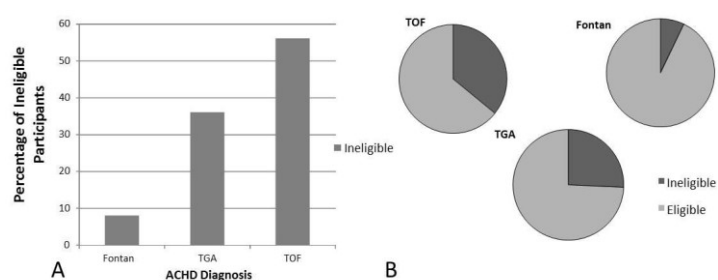 60
50
40
30
20
10
0
Percentage of Ineligible
Participants
Fontan
TGA
TOF
ACHD Diagnosis
Ineligible
A
TOF
Fontan
TGA
Ineligible
Eligible
B